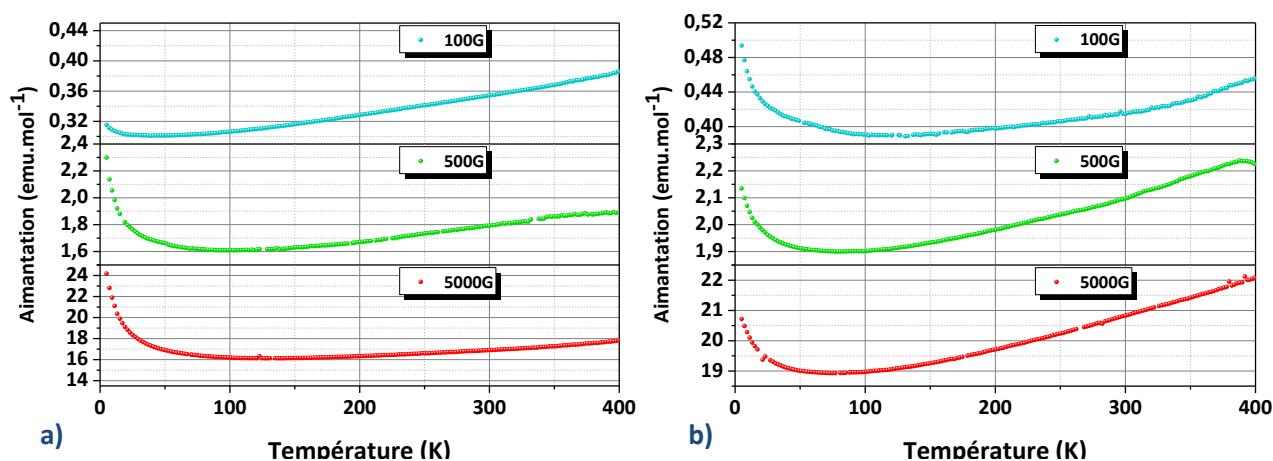 0,44
0,40
0,36
0,32
100G
2,4
2,2
2,0
1,8
1,6
500G
24
22
20
18
16
14
5000G
0 100 200 300 400
Aimantation (emu.mol⁻¹)
Température (K)
a)
0,52
0,48
0,44
0,40
100G
2,3
2,2
2,1
2,0
1,9
500G
22
21
20
19
5000G
0 100 200 300 400
Aimantation (emu.mol⁻¹)
Température (K)
b)